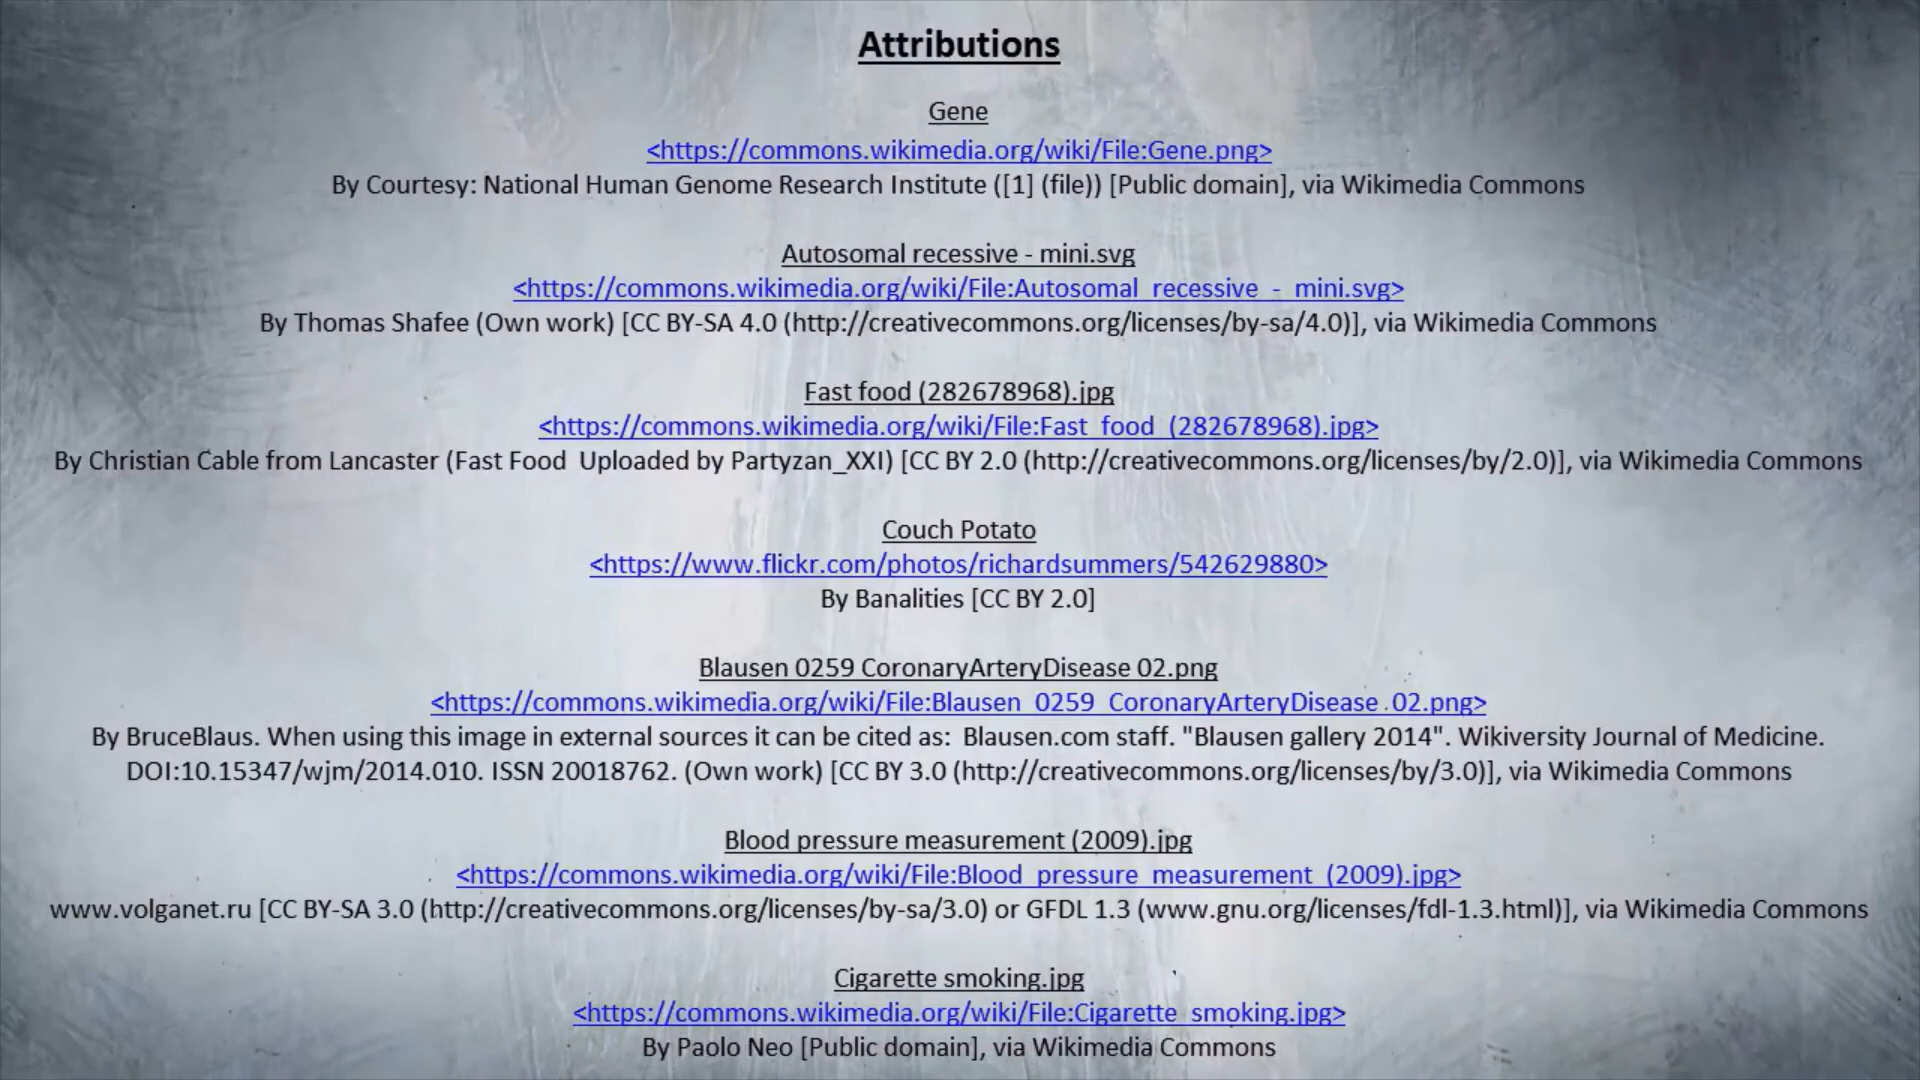 Attributions
Gene
<https://commons.wikimedia.org/wiki/File:Gene.png>
By Courtesy: National Human Genome Research Institute ([1] (file)) [Public domain], via Wikimedia Commons
Autosomal recessive - mini.svg
<https://commons.wikimedia.org/wiki/File:Autosomal_recessive_-_mini.svg>
By Thomas Shafee (Own work) [CC BY-SA 4.0 (http://creativecommons.org/licenses/by-sa/4.0)], via Wikimedia Commons
Fast food (282678968).jpg
<https://commons.wikimedia.org/wiki/File:Fast_food_(282678968).jpg>
By Christian Cable from Lancaster (Fast Food  Uploaded by Partyzan_XXI) [CC BY 2.0 (http://creativecommons.org/licenses/by/2.0)], via Wikimedia Commons
Couch Potato
<https://www.flickr.com/photos/richardsummers/542629880>
By Banalities [CC BY 2.0]
Blausen 0259 CoronaryArteryDisease 02.png
<https://commons.wikimedia.org/wiki/File:Blausen_0259_CoronaryArteryDisease_02.png>
By BruceBlaus. When using this image in external sources it can be cited as:  Blausen.com staff. "Blausen gallery 2014". Wikiversity Journal of Medicine.
DOI:10.15347/wjm/2014.010. ISSN 20018762. (Own work) [CC BY 3.0 (http://creativecommons.org/licenses/by/3.0)], via Wikimedia Commons
Blood pressure measurement (2009).jpg
<https://commons.wikimedia.org/wiki/File:Blood_pressure_measurement_(2009).jpg>
www.volganet.ru [CC BY-SA 3.0 (http://creativecommons.org/licenses/by-sa/3.0) or GFDL 1.3 (www.gnu.org/licenses/fdl-1.3.html)], via Wikimedia Commons
Cigarette smoking.jpg
<https://commons.wikimedia.org/wiki/File:Cigarette_smoking.jpg>
By Paolo Neo [Public domain], via Wikimedia Commons